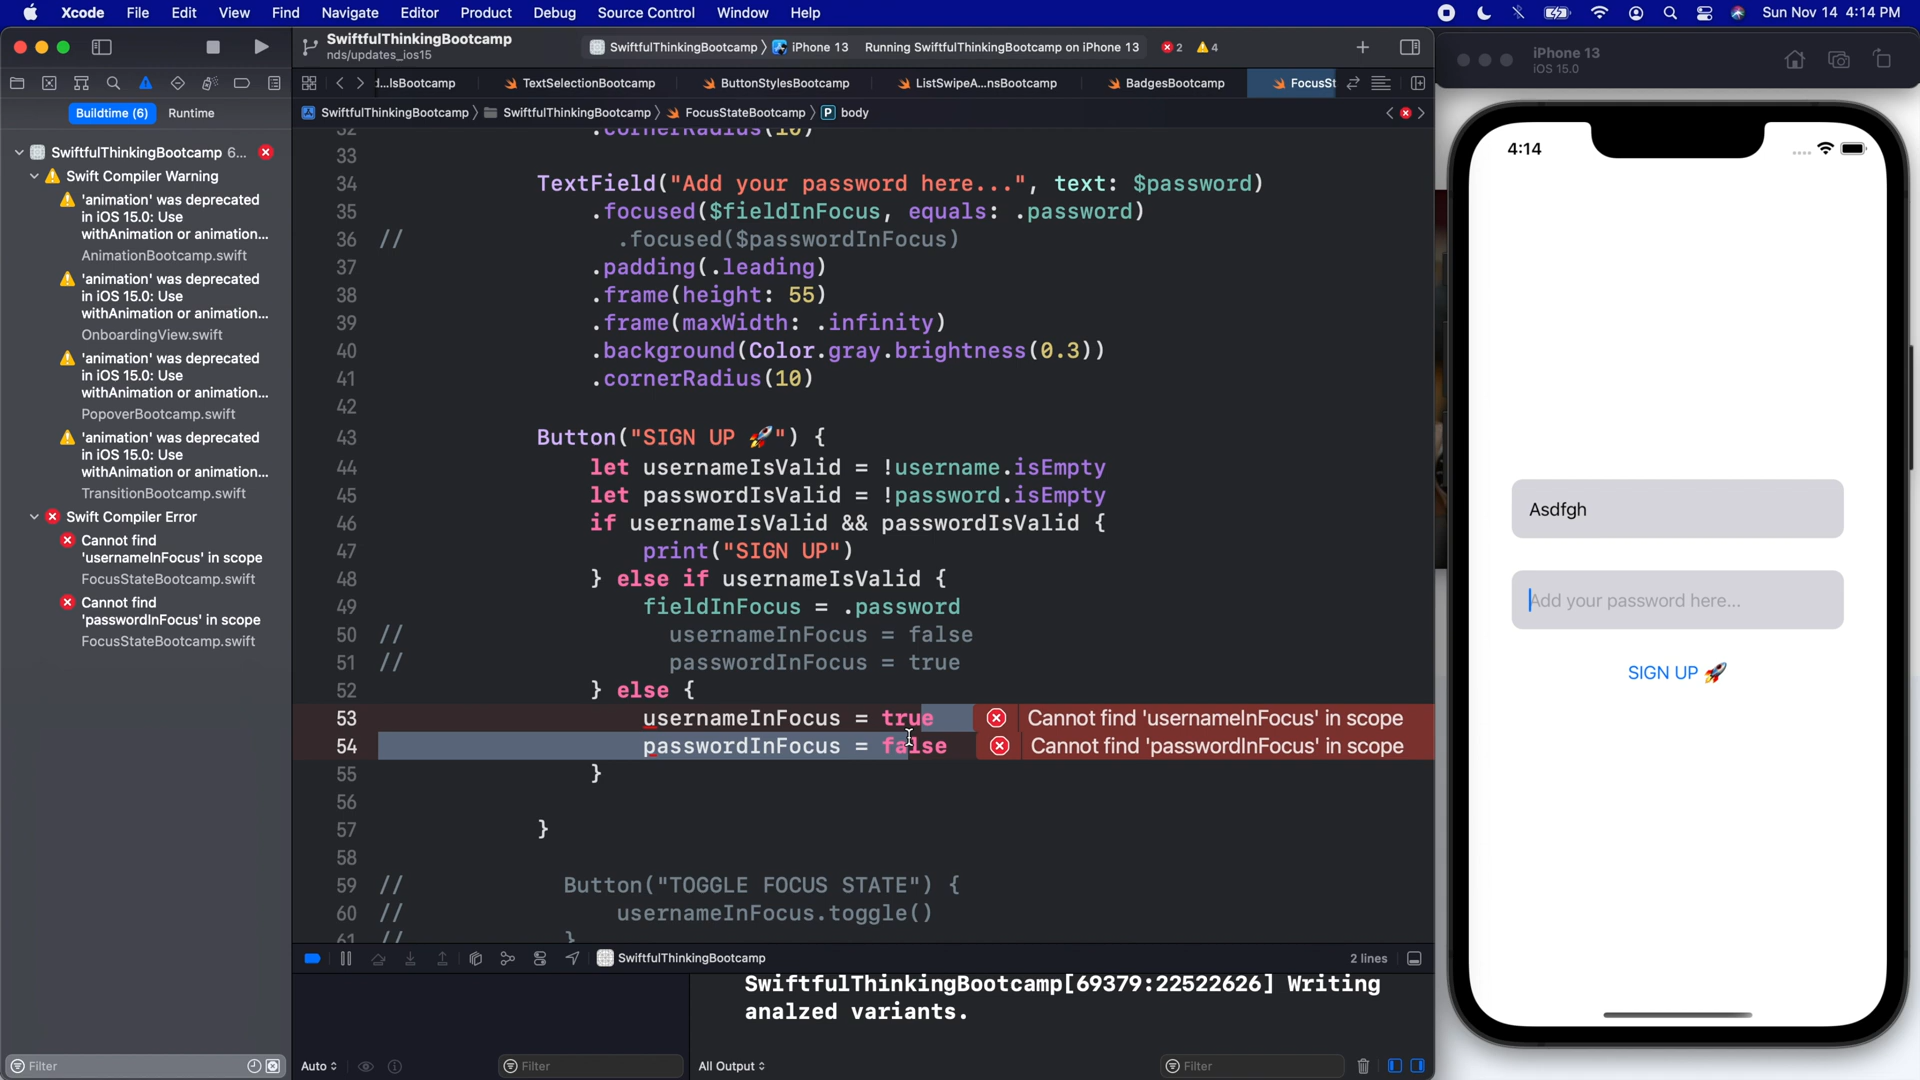 Xcode File Edit View Find Navigate Editor Product Debug Source Control Window Help Sun Nov 14 4:14 PM
SwiftfulThinkingBootcamp
nds/updates_ios15
SwiftfulThinkingBootcamp 〉 iPhone 13 Running SwiftfulThinkingBootcamp on iPhone 13 2 4
...lsBootcamp TextSelectionBootcamp ButtonStylesBootcamp ListSwipeA...nsBootcamp BadgesBootcamp FocusSt
SwiftfulThinkingBootcamp 〉 SwiftfulThinkingBootcamp 〉 FocusStateBootcamp 〉 P body
Buildtime (6) Runtime
SwiftfulThinkingBootcamp 6...
Swift Compiler Warning
'animation' was deprecated
in iOS 15.0: Use
withAnimation or animation...
AnimationBootcamp.swift
'animation' was deprecated
in iOS 15.0: Use
withAnimation or animation...
OnboardingView.swift
'animation' was deprecated
in iOS 15.0: Use
withAnimation or animation...
PopoverBootcamp.swift
'animation' was deprecated
in iOS 15.0: Use
withAnimation or animation...
TransitionBootcamp.swift
Swift Compiler Error
Cannot find
'usernameInFocus' in scope
FocusStateBootcamp.swift
Cannot find
'passwordInFocus' in scope
FocusStateBootcamp.swift
Filter
32 .cornerRadius(10)
33
34 TextField("Add your password here...", text: $password)
35 .focused($fieldInFocus, equals: .password)
36 // .focused($passwordInFocus)
37 .padding(.leading)
38 .frame(height: 55)
39 .frame(maxWidth: .infinity)
40 .background(Color.gray.brightness(0.3))
41 .cornerRadius(10)
42
43 Button("SIGN UP 🚀") {
44 let usernameIsValid = !username.isEmpty
45 let passwordIsValid = !password.isEmpty
46 if usernameIsValid && passwordIsValid {
47 print("SIGN UP")
48 } else if usernameIsValid {
49 fieldInFocus = .password
50 // usernameInFocus = false
51 // passwordInFocus = true
52 } else {
53 usernameInFocus = true Cannot find 'usernameInFocus' in scope
54 passwordInFocus = false Cannot find 'passwordInFocus' in scope
55 }
56
57 }
58
59 // Button("TOGGLE FOCUS STATE") {
60 // usernameInFocus.toggle()
61 // }
SwiftfulThinkingBootcamp 2 lines
SwiftfulThinkingBootcamp[69379:22522626] Writing
analzed variants.
Auto Filter All Output Filter
iPhone 13
iOS 15.0
4:14
Asdfgh
Add your password here...
SIGN UP 🚀